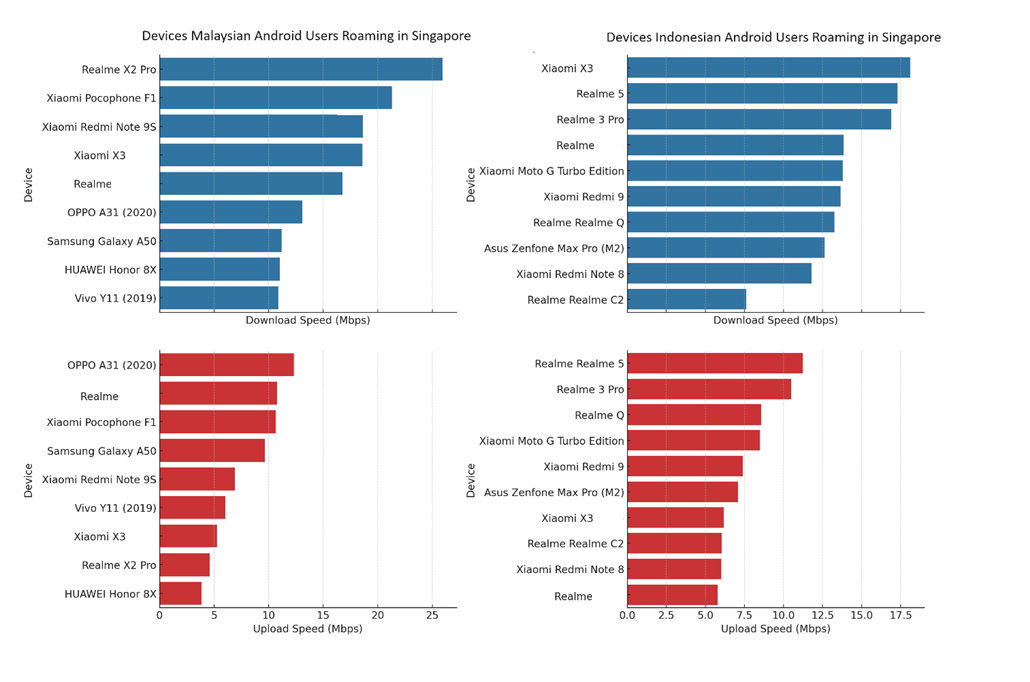 Devices Malaysian Android Users Roaming in Singapore
Device
Realme X2 Pro
Xiaomi Pocophone F1
Xiaomi Redmi Note 9S
Xiaomi X3
Realme
OPPO A31 (2020)
Samsung Galaxy A50
HUAWEI Honor 8X
Vivo Y11 (2019)
Download Speed (Mbps)
Devices Indonesian Android Users Roaming in Singapore
Device
Xiaomi X3
Realme 5
Realme 3 Pro
Realme
Xiaomi Moto G Turbo Edition
Xiaomi Redmi 9
Realme Realme Q
Asus Zenfone Max Pro (M2)
Xiaomi Redmi Note 8
Realme Realme C2
Download Speed (Mbps)
Device
OPPO A31 (2020)
Realme
Xiaomi Pocophone F1
Samsung Galaxy A50
Xiaomi Redmi Note 9S
Vivo Y11 (2019)
Xiaomi X3
Realme X2 Pro
HUAWEI Honor 8X
0 5 10 15 20 25
Upload Speed (Mbps)
Device
Realme Realme 5
Realme 3 Pro
Realme Q
Xiaomi Moto G Turbo Edition
Xiaomi Redmi 9
Asus Zenfone Max Pro (M2)
Xiaomi X3
Realme Realme C2
Xiaomi Redmi Note 8
Realme
0.0 2.5 5.0 7.5 10.0 12.5 15.0 17.5
Upload Speed (Mbps)